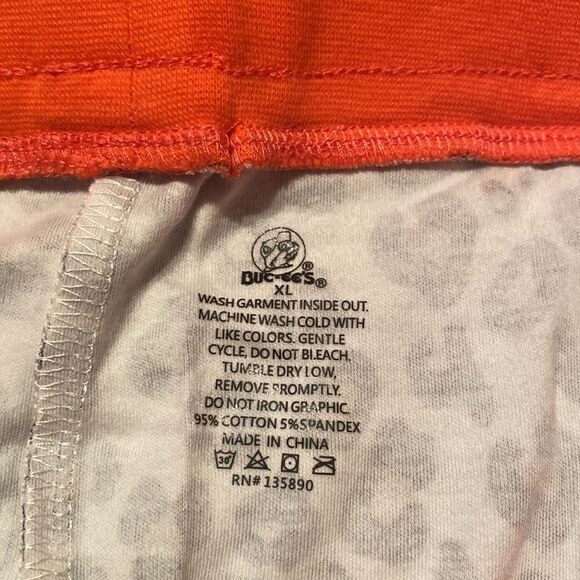 BUC-EE'S®
XL
WASH GARMENT INSIDE OUT.
MACHINE WASH COLD WITH
LIKE COLORS. GENTLE
CYCLE, DO NOT BLEACH.
TUMBLE DRY LOW,
REMOVE PROMPTLY.
DO NOT IRON GRAPHIC.
95% COTTON 5% SPANDEX
MADE IN CHINA
30°
RN# 135890